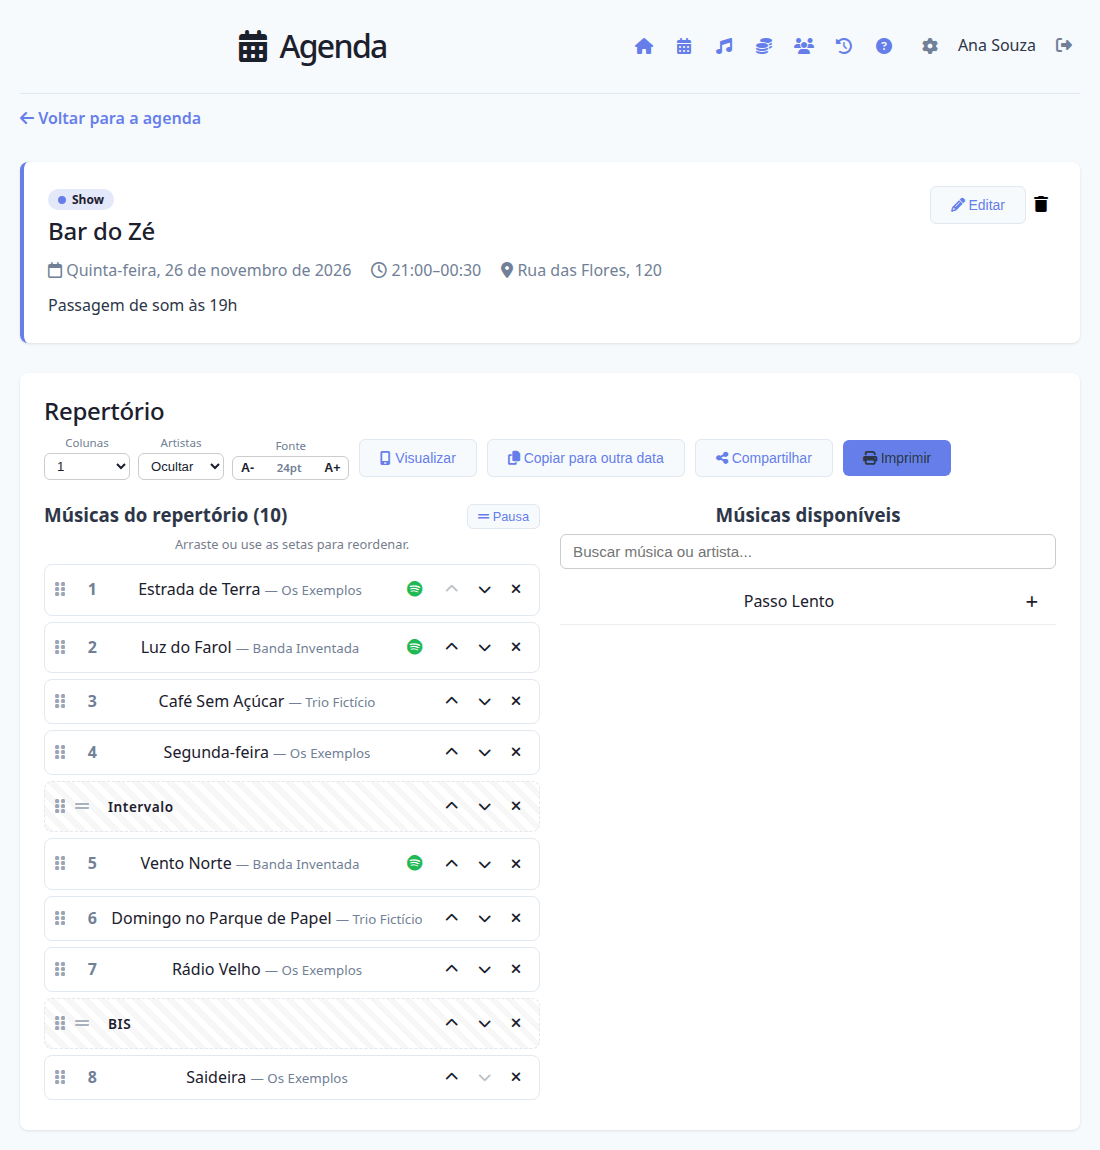 Agenda
Ana Souza
Voltar para a agenda
Show
Bar do Zé
Editar
Quinta-feira, 26 de novembro de 2026 21:00–00:30 Rua das Flores, 120
Passagem de som às 19h
Repertório
Colunas Artistas Fonte
1 Ocultar A- 24pt A+ Visualizar Copiar para outra data Compartilhar Imprimir
Músicas do repertório (10) Pausa
Arraste ou use as setas para reordenar.
1 Estrada de Terra — Os Exemplos
2 Luz do Farol — Banda Inventada
3 Café Sem Açúcar — Trio Fictício
4 Segunda-feira — Os Exemplos
Intervalo
5 Vento Norte — Banda Inventada
6 Domingo no Parque de Papel — Trio Fictício
7 Rádio Velho — Os Exemplos
BIS
8 Saideira — Os Exemplos
Músicas disponíveis
Buscar música ou artista...
Passo Lento +